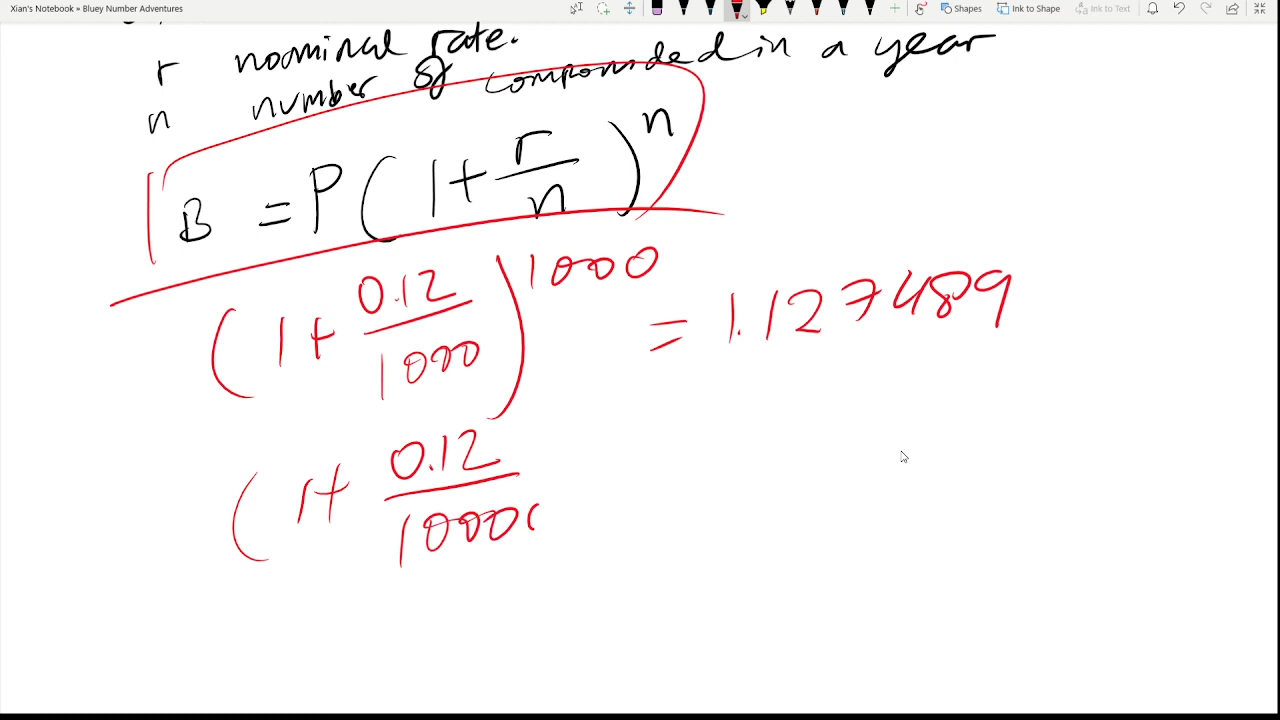 Xian's Notebook » Bluey Number Adventures
Shapes Ink to Shape Ink to Text
r nominal rate.
n number of compounded in a year
B = P ( 1 + r/n )^n
( 1 + 0.12/1000 )^1000 = 1.127489
( 1 + 0.12/1000